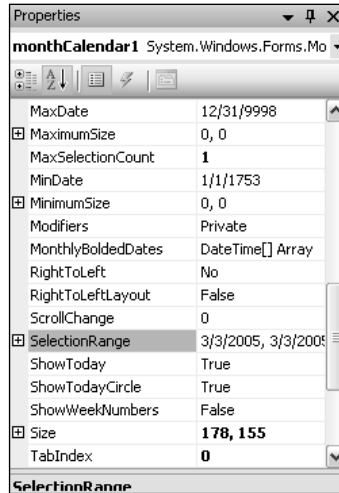 Properties
monthCalendar1 System.Windows.Forms.Mo
MaxDate 12/31/9998
MaximumSize 0, 0
MaxSelectionCount 1
MinDate 1/1/1753
MinimumSize 0, 0
Modifiers Private
MonthlyBoldedDates DateTime[] Array
RightToLeft No
RightToLeftLayout False
ScrollChange 0
SelectionRange 3/3/2005, 3/3/2005
ShowToday True
ShowTodayCircle True
ShowWeekNumbers False
Size 178, 155
TabIndex 0
SelectionRange